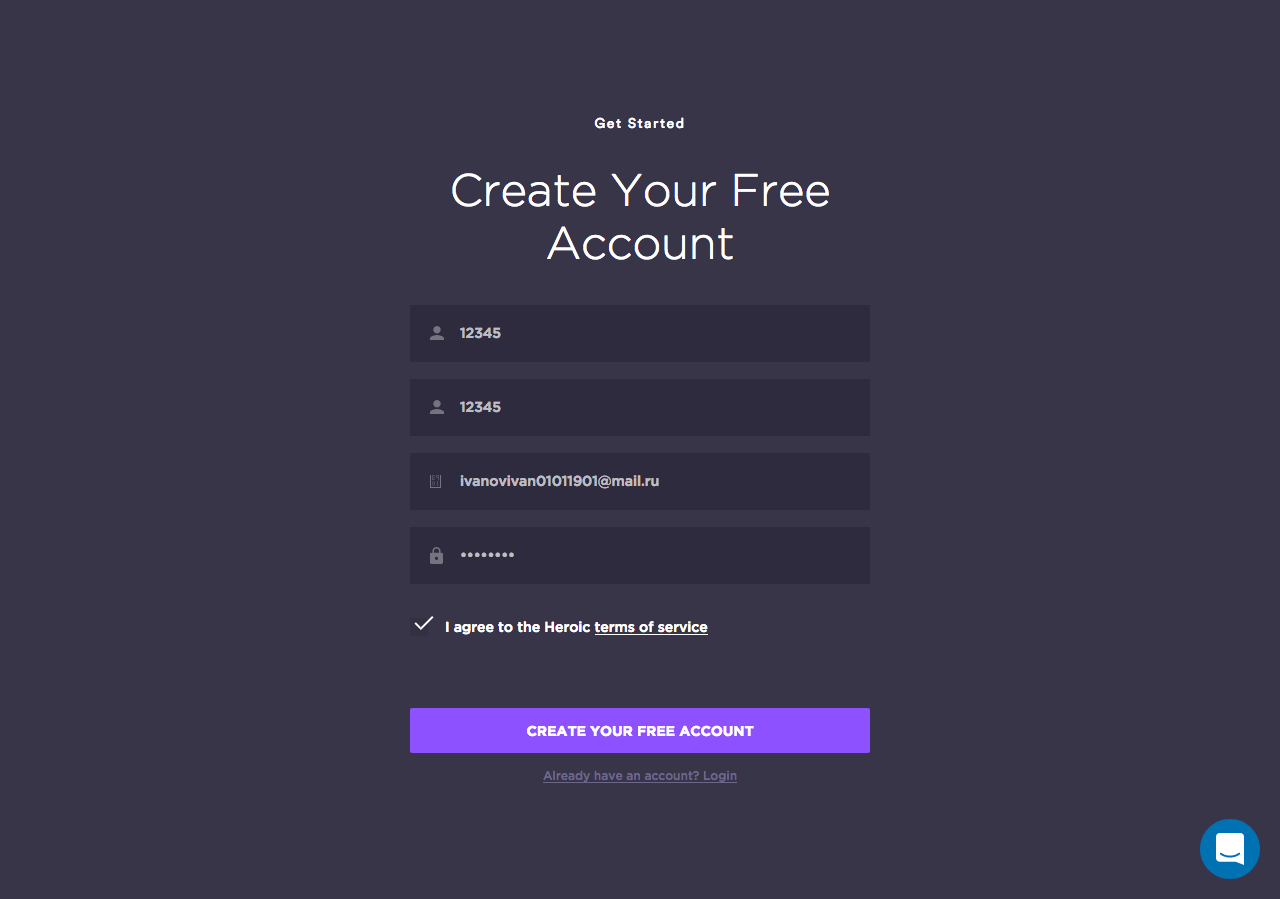 Get Started
Create Your Free
Account
12345
12345
ivanovivan01011901@mail.ru
••••••••
I agree to the Heroic terms of service
CREATE YOUR FREE ACCOUNT
Already have an account? Login